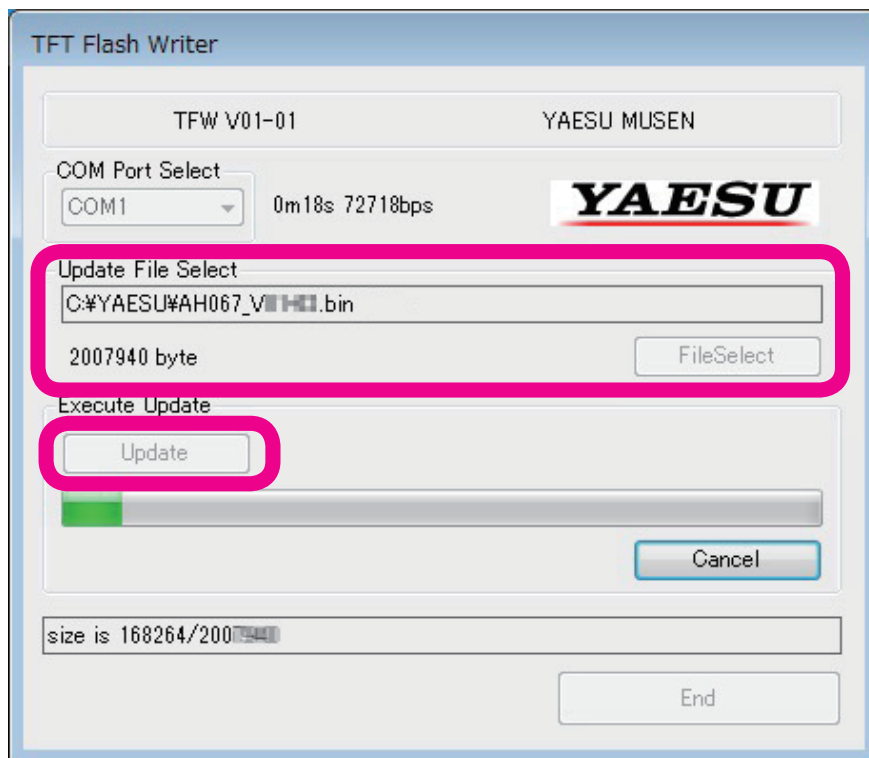 TFT Flash Writer
TFW V01-01 YAESU MUSEN
COM Port Select
COM1 0m18s 72718bps YAESU
Update File Select
C:¥YAESU¥AH067_V .bin
2007940 byte FileSelect
Execute Update
Update
Cancel
size is 168264/200
End